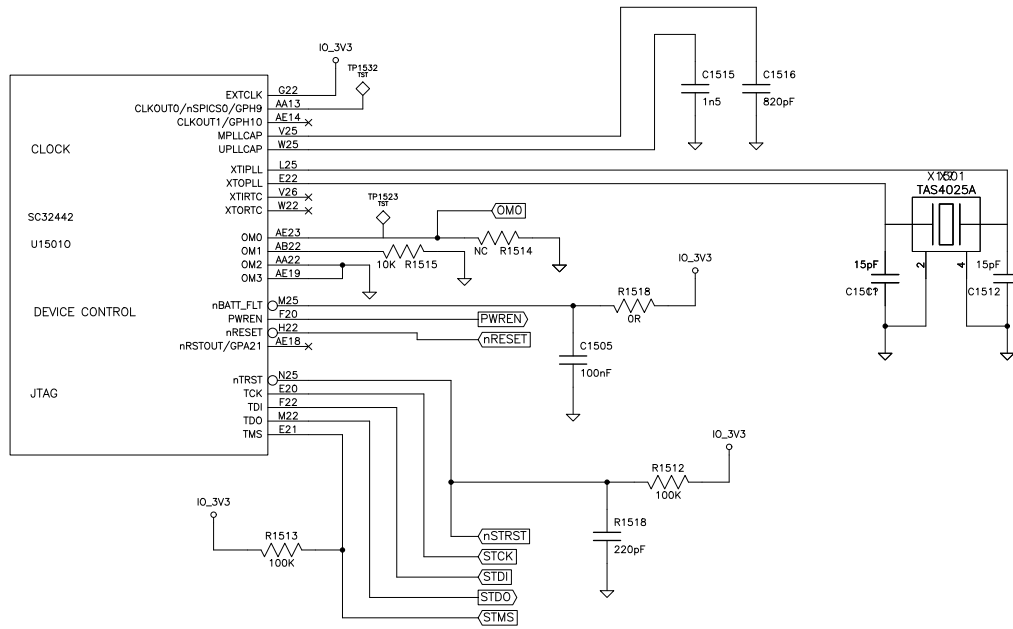 IO_3V3
TP1532
TST
EXTCLK G22
CLKOUT0/nSPICS0/GPH9 AA13
CLKOUT1/GPH10 AE14
MPLLCAP V25
UPLLCAP W25
C1515
1n5
C1516
820pF
CLOCK
XTIPLL L25
XTOPLL E22
XTIRTC V26
XTORTC W22
TAS4025A
2
4
15pF
15pF
C1512
SC32442
U15010
TP1523
TST
OM0
OM0 AE23
OM1 AB22
OM2 AA22
OM3 AE19
NC R1514
10K R1515
IO_3V3
DEVICE CONTROL
nBATT_FLT M25
PWREN F20
nRESET H22
nRSTOUT/GPA21 AE18
R1518
0R
PWREN
nRESET
C1505
100nF
JTAG
nTRST N25
TCK E20
TDI F22
TDO M22
TMS E21
IO_3V3
R1512
100K
IO_3V3
R1513
100K
R1518
220pF
nSTRST
STCK
STDI
STDO
STMS